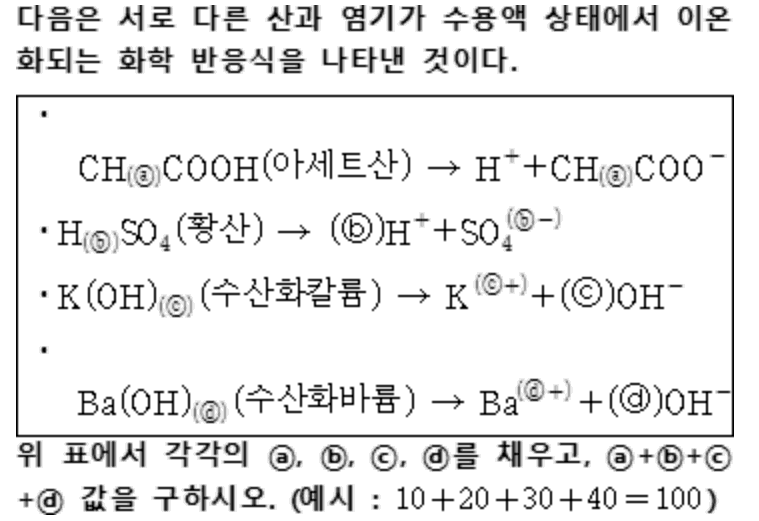 다음은 서로 다른 산과 염기가 수용액 상태에서 이온
화되는 화학 반응식을 나타낸 것이다.
·
CH₍ⓐ₎COOH(아세트산) → H⁺+CH₍ⓐ₎COO⁻
· H₍ⓑ₎SO₄(황산) → (ⓑ)H⁺+SO₄⁽ⓑ⁻⁾
· K(OH)₍ⓒ₎(수산화칼륨) → K⁽ⓒ⁺⁾+(ⓒ)OH⁻
·
Ba(OH)₍ⓓ₎(수산화바륨) → Ba⁽ⓓ⁺⁾+(ⓓ)OH⁻
위 표에서 각각의 ⓐ, ⓑ, ⓒ, ⓓ를 채우고, ⓐ+ⓑ+ⓒ
+ⓓ 값을 구하시오. (예시 : 10+20+30+40=100)